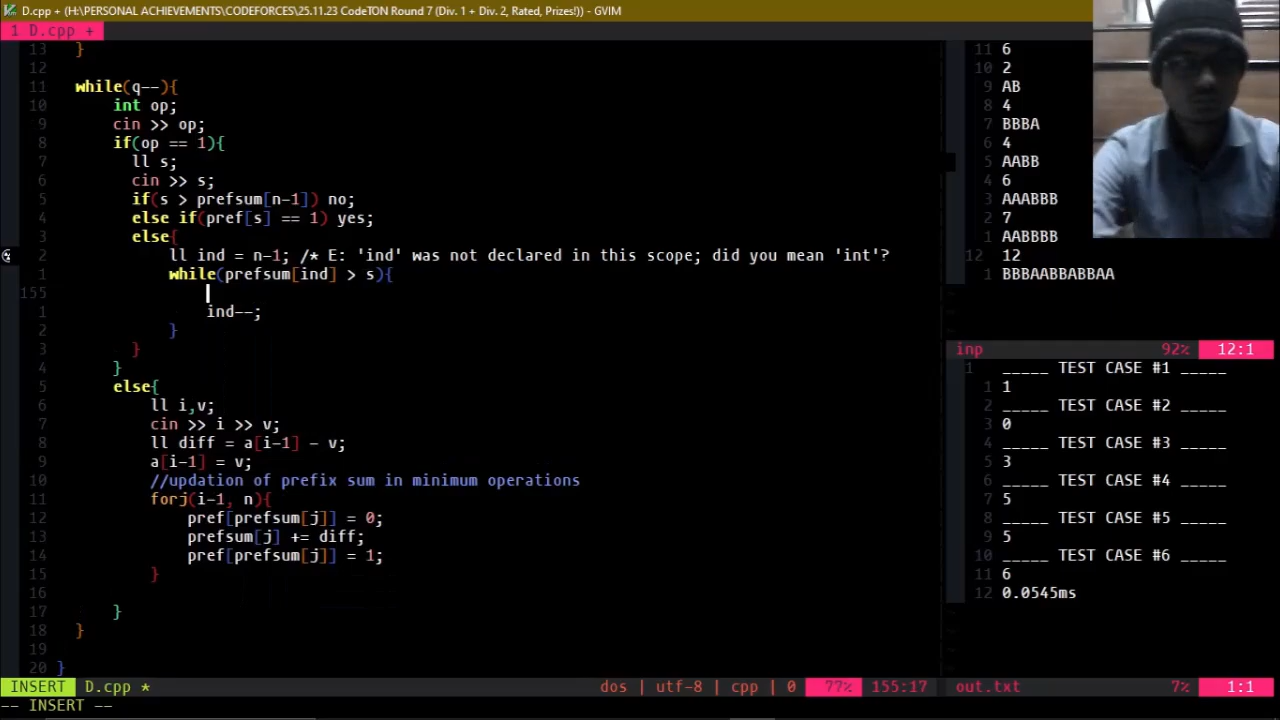 D.cpp + (H:\PERSONAL ACHIEVEMENTS\CODEFORCES\25.11.23 CodeTON Round 7 (Div. 1 + Div. 2, Rated, Prizes!)) - GVIM
1 D.cpp +
13 }
12
11 while(q--){
10 int op;
9 cin >> op;
8 if(op == 1){
7 ll s;
6 cin >> s;
5 if(s > prefsum[n-1]) no;
4 else if(pref[s] == 1) yes;
3 else{
2 ll ind = n-1; /* E: 'ind' was not declared in this scope; did you mean 'int'?
1 while(prefsum[ind] > s){
155
1 ind--;
2 }
3 }
4 }
5 else{
6 ll i,v;
7 cin >> i >> v;
8 ll diff = a[i-1] - v;
9 a[i-1] = v;
10 //updation of prefix sum in minimum operations
11 forj(i-1, n){
12 pref[prefsum[j]] = 0;
13 prefsum[j] += diff;
14 pref[prefsum[j]] = 1;
15 }
16
17 }
18 }
19
20 }
INSERT D.cpp * dos | utf-8 | cpp | 0 77% 155:17
-- INSERT --
11 6
10 2
9 AB
8 4
7 BBBA
6 4
5 AABB
4 6
3 AAABBB
2 7
1 AABBBB
12 12
1 BBBAABBABBAA
inp 92% 12:1
1 _____ TEST CASE #1 _____
1 1
2 _____ TEST CASE #2 _____
3 0
4 _____ TEST CASE #3 _____
5 3
6 _____ TEST CASE #4 _____
7 5
8 _____ TEST CASE #5 _____
9 5
10 _____ TEST CASE #6 _____
11 6
12 0.0545ms
out.txt 7% 1:1